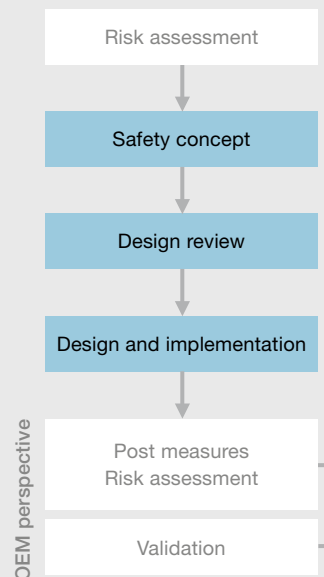 Risk assessment
Safety concept
Design review
Design and implementation
Post measures
Risk assessment
Validation
OEM perspective